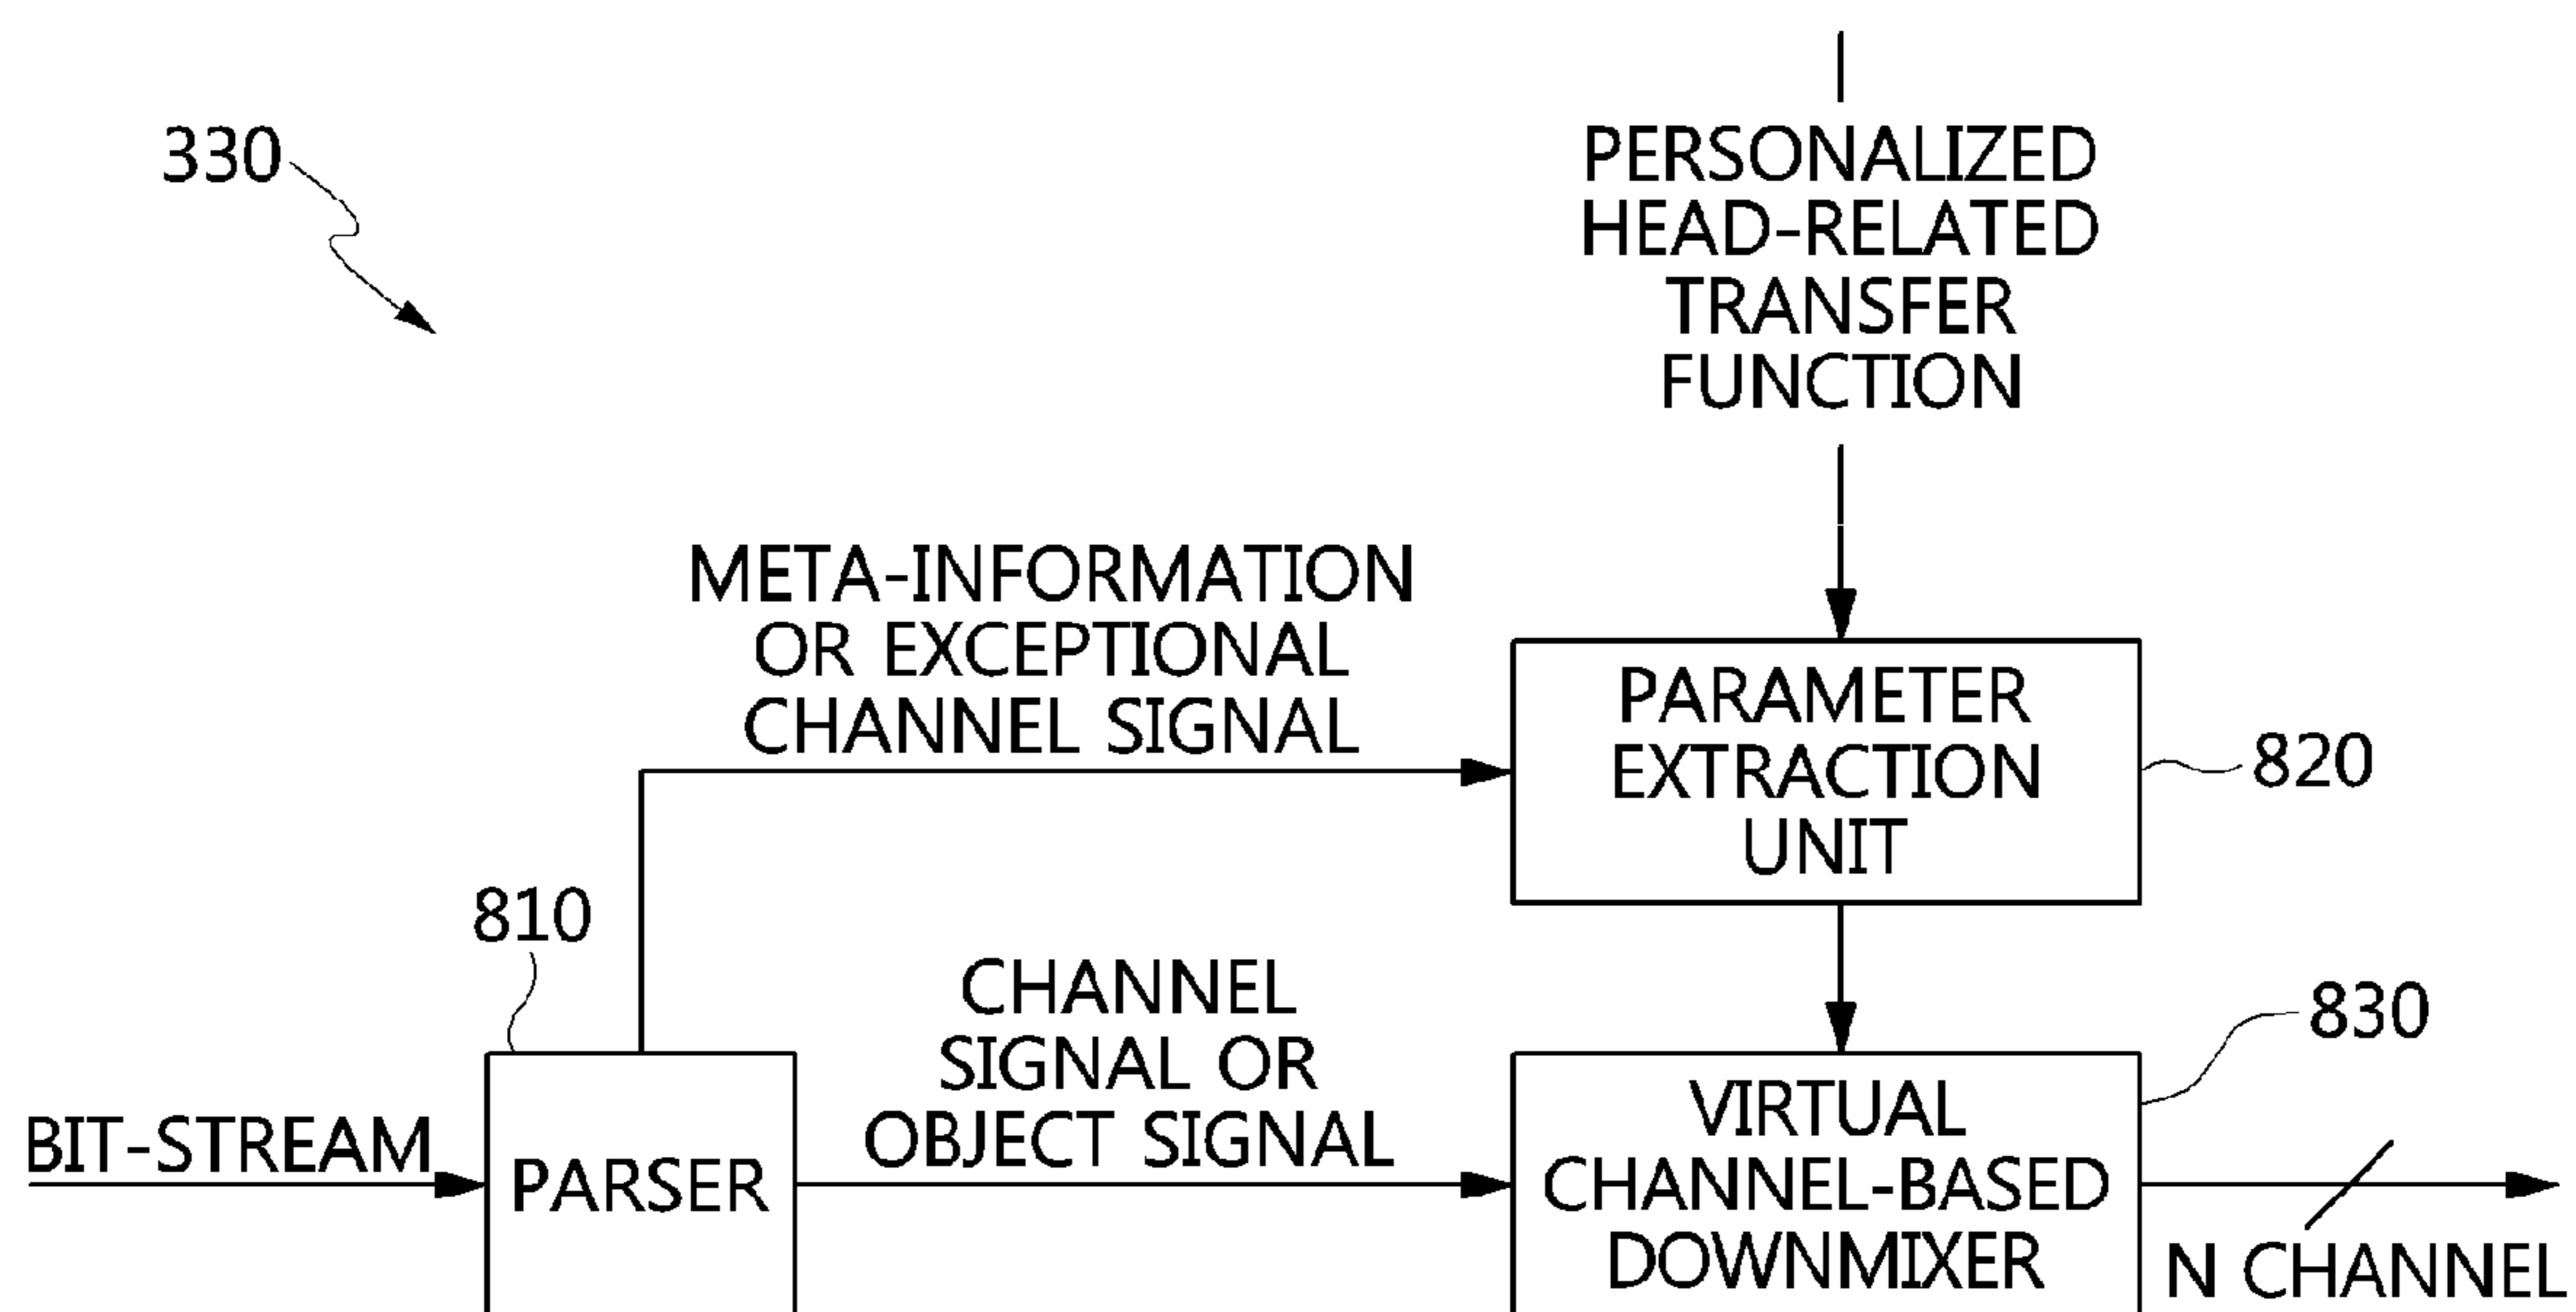 330
PERSONALIZED
HEAD-RELATED
TRANSFER
FUNCTION
META-INFORMATION
OR EXCEPTIONAL
CHANNEL SIGNAL
PARAMETER
EXTRACTION
UNIT
820
810
CHANNEL
SIGNAL OR
OBJECT SIGNAL
830
BIT-STREAM
PARSER
VIRTUAL
CHANNEL-BASED
DOWNMIXER
N CHANNEL